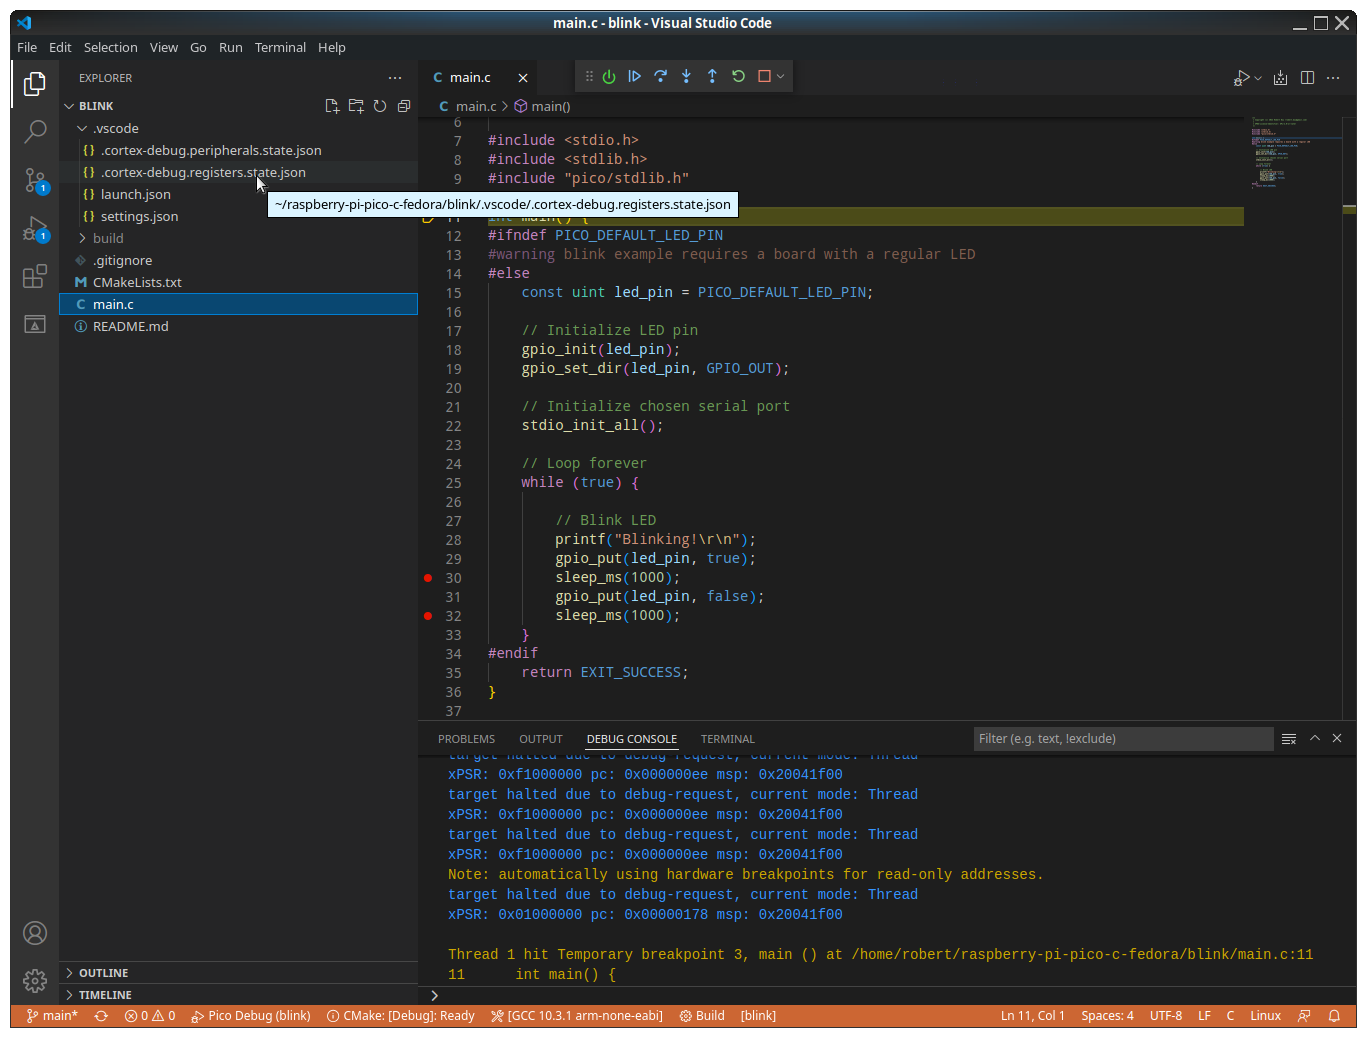 main.c - blink - Visual Studio Code
File Edit Selection View Go Run Terminal Help
EXPLORER
BLINK
.vscode
.cortex-debug.peripherals.state.json
.cortex-debug.registers.state.json
launch.json
settings.json
build
.gitignore
CMakeLists.txt
main.c
README.md
OUTLINE
TIMELINE
1
1
main.c
main.c > main()
6
7 #include <stdio.h>
8 #include <stdlib.h>
9 #include "pico/stdlib.h"
~/raspberry-pi-pico-c-fedora/blink/.vscode/.cortex-debug.registers.state.json
11 int main() {
12 #ifndef PICO_DEFAULT_LED_PIN
13 #warning blink example requires a board with a regular LED
14 #else
15 const uint led_pin = PICO_DEFAULT_LED_PIN;
16
17 // Initialize LED pin
18 gpio_init(led_pin);
19 gpio_set_dir(led_pin, GPIO_OUT);
20
21 // Initialize chosen serial port
22 stdio_init_all();
23
24 // Loop forever
25 while (true) {
26
27 // Blink LED
28 printf("Blinking!\r\n");
29 gpio_put(led_pin, true);
30 sleep_ms(1000);
31 gpio_put(led_pin, false);
32 sleep_ms(1000);
33 }
34 #endif
35 return EXIT_SUCCESS;
36 }
37
PROBLEMS OUTPUT DEBUG CONSOLE TERMINAL Filter (e.g. text, !exclude)
target halted due to debug-request, current mode: Thread
xPSR: 0xf1000000 pc: 0x000000ee msp: 0x20041f00
target halted due to debug-request, current mode: Thread
xPSR: 0xf1000000 pc: 0x000000ee msp: 0x20041f00
target halted due to debug-request, current mode: Thread
xPSR: 0xf1000000 pc: 0x000000ee msp: 0x20041f00
Note: automatically using hardware breakpoints for read-only addresses.
target halted due to debug-request, current mode: Thread
xPSR: 0x01000000 pc: 0x00000178 msp: 0x20041f00
Thread 1 hit Temporary breakpoint 3, main () at /home/robert/raspberry-pi-pico-c-fedora/blink/main.c:11
11 int main() {
main* 0 0 Pico Debug (blink) CMake: [Debug]: Ready [GCC 10.3.1 arm-none-eabi] Build [blink] Ln 11, Col 1 Spaces: 4 UTF-8 LF C Linux